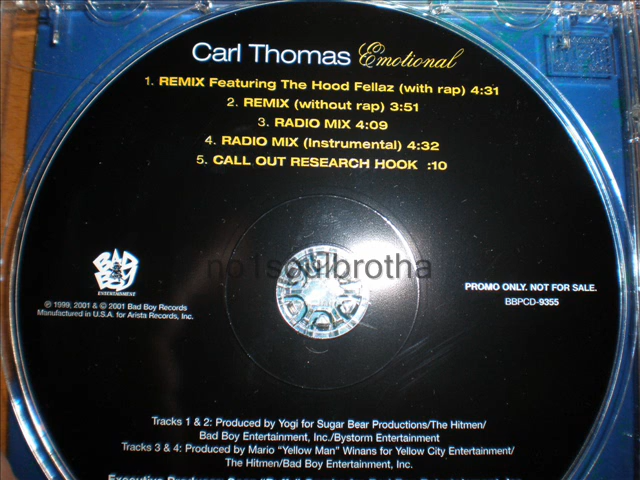 Carl Thomas Emotional
1. REMIX Featuring The Hood Fellaz (with rap) 4:31
2. REMIX (without rap) 3:51
3. RADIO MIX 4:09
4. RADIO MIX (Instrumental) 4:32
5. CALL OUT RESEARCH HOOK :10
BAD
BOY
ENTERTAINMENT
no1soulbrotha
℗ 1999, 2001 & © 2001 Bad Boy Records
Manufactured in U.S.A. for Arista Records, Inc.
PROMO ONLY. NOT FOR SALE.
BBPCD-9355
Tracks 1 & 2: Produced by Yogi for Sugar Bear Productions/The Hitmen/
Bad Boy Entertainment, Inc./Bystorm Entertainment
Tracks 3 & 4: Produced by Mario "Yellow Man" Winans for Yellow City Entertainment/
The Hitmen/Bad Boy Entertainment, Inc.